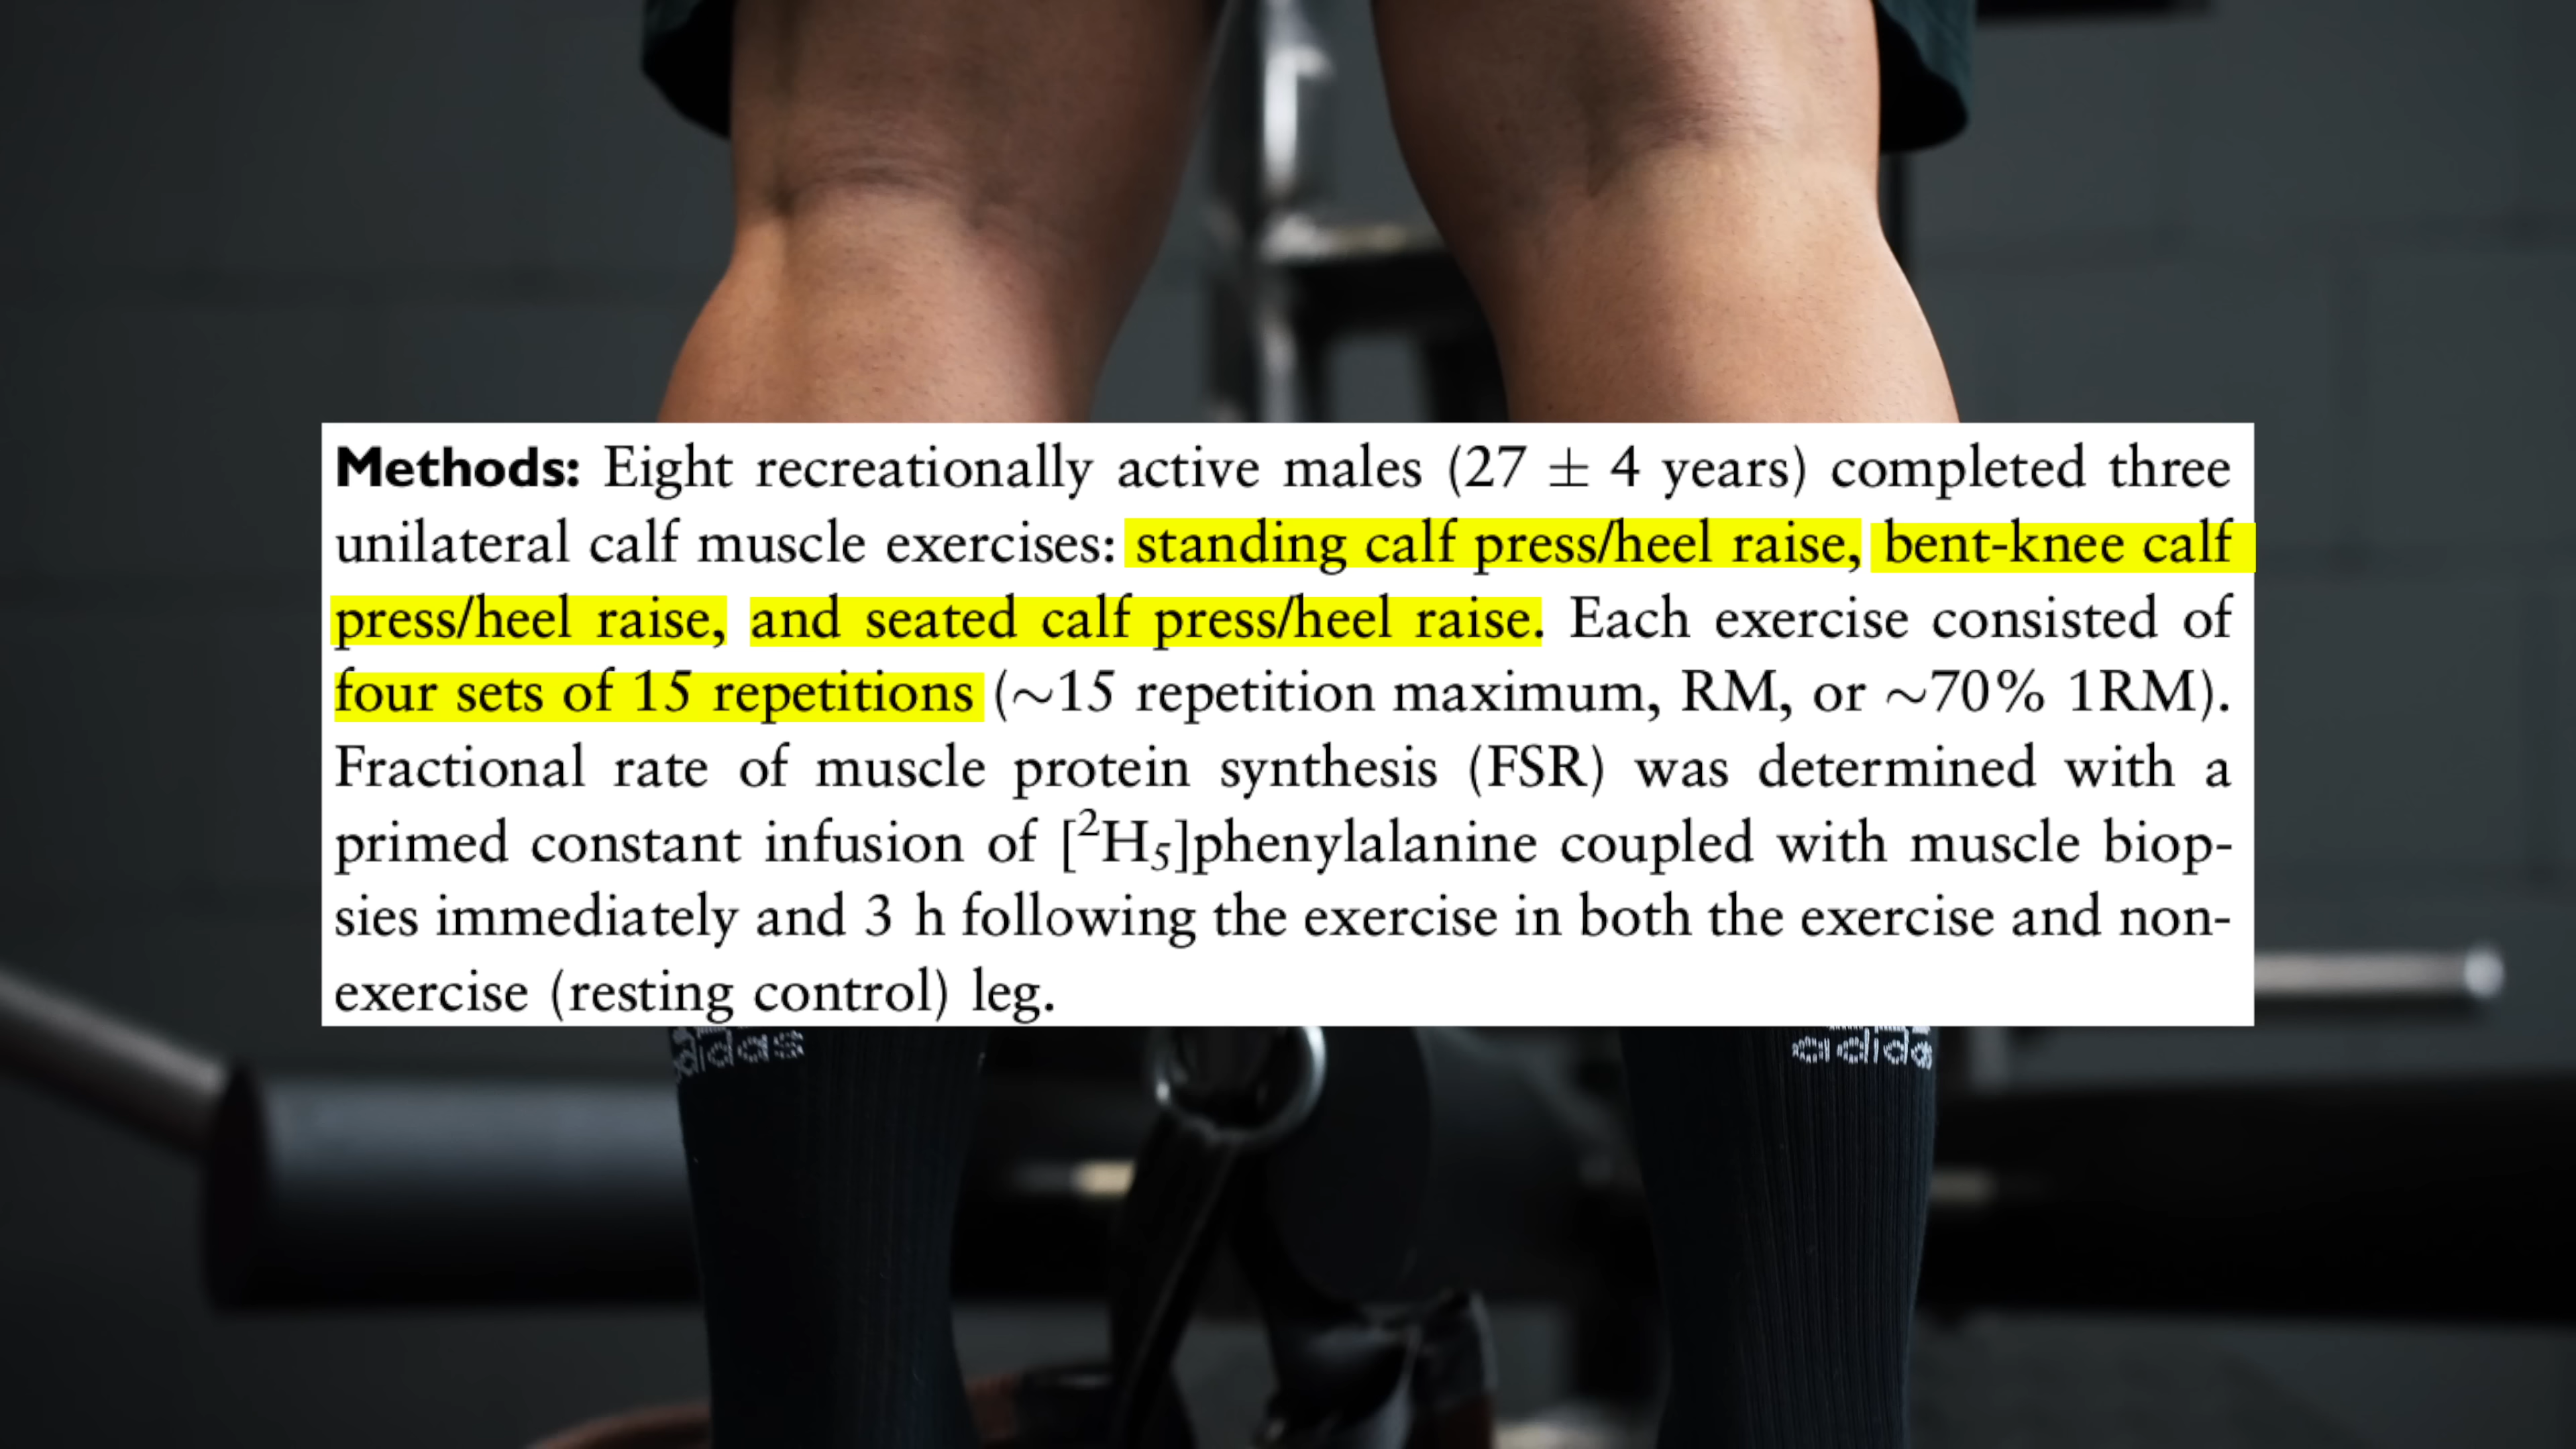 Methods: Eight recreationally active males (27 ± 4 years) completed three
unilateral calf muscle exercises: standing calf press/heel raise, bent-knee calf
press/heel raise, and seated calf press/heel raise. Each exercise consisted of
four sets of 15 repetitions (~15 repetition maximum, RM, or ~70% 1RM).
Fractional rate of muscle protein synthesis (FSR) was determined with a
primed constant infusion of [²H₅]phenylalanine coupled with muscle biop-
sies immediately and 3 h following the exercise in both the exercise and non-
exercise (resting control) leg.
adidas
adidas